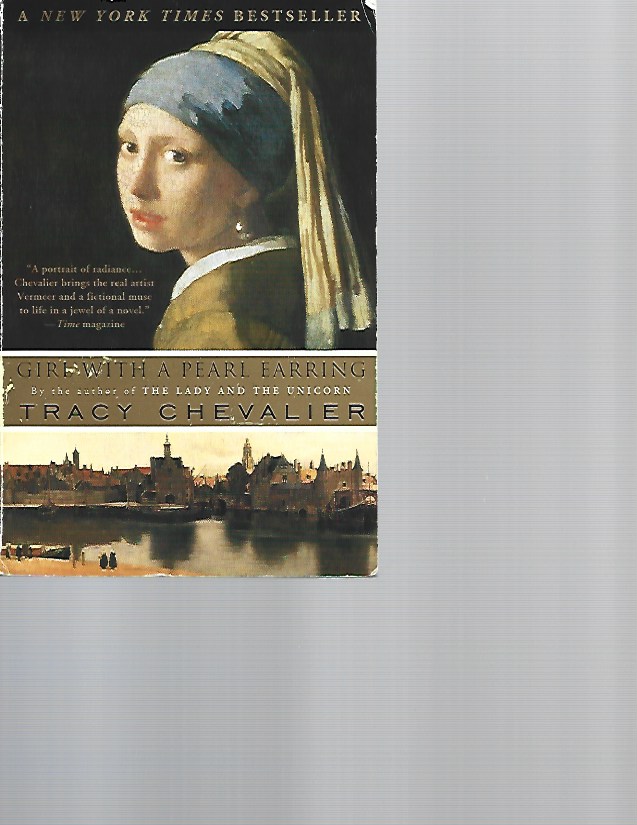 A NEW YORK TIMES BESTSELLER
"A portrait of radiance...
Chevalier brings the real artist
Vermeer and a fictional muse
to life in a jewel of a novel."
—Time magazine
GIRL WITH A PEARL EARRING
By the author of THE LADY AND THE UNICORN
TRACY CHEVALIER